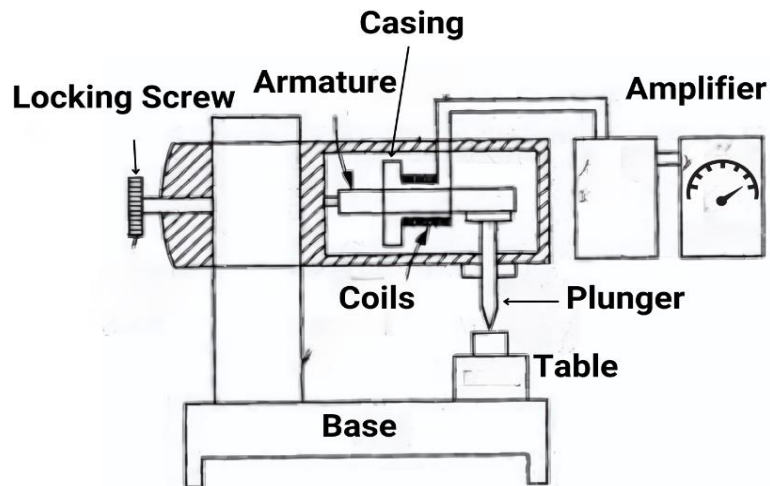 Casing
Armature
Amplifier
Locking Screw
Coils
Plunger
Table
Base